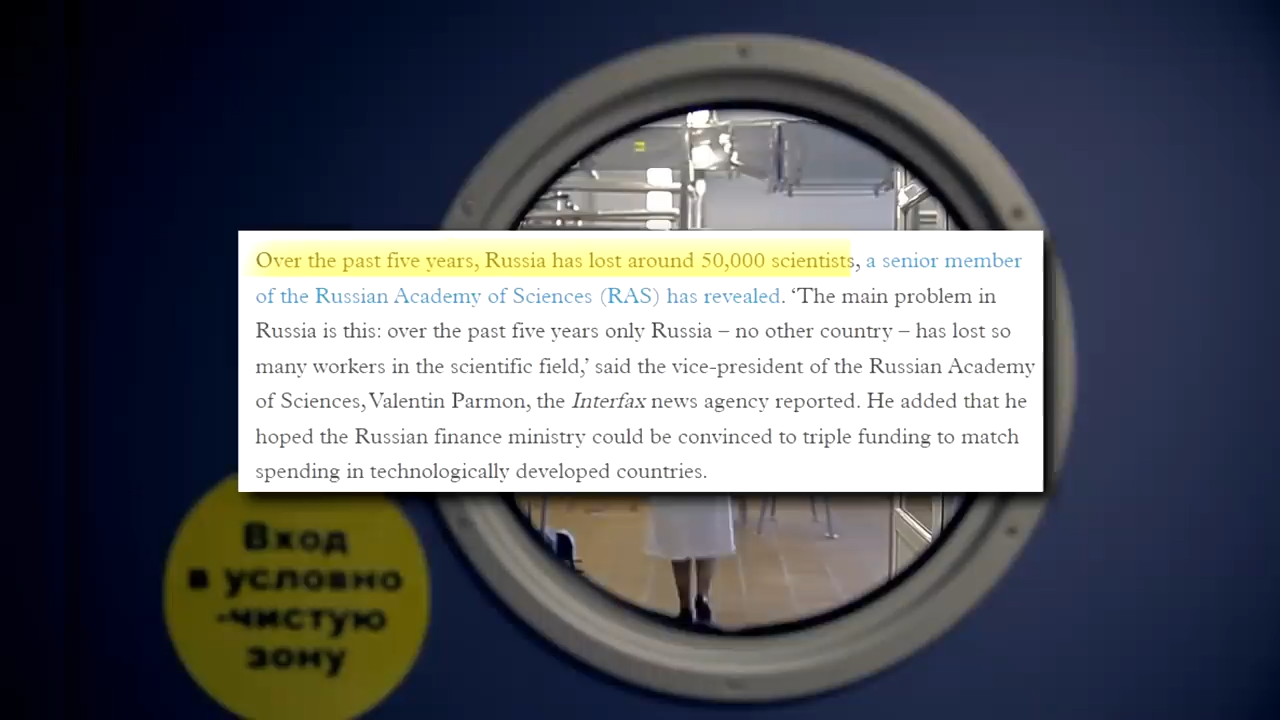 Over the past five years, Russia has lost around 50,000 scientists, a senior member
of the Russian Academy of Sciences (RAS) has revealed. ‘The main problem in
Russia is this: over the past five years only Russia – no other country – has lost so
many workers in the scientific field,’ said the vice-president of the Russian Academy
of Sciences, Valentin Parmon, the Interfax news agency reported. He added that he
hoped the Russian finance ministry could be convinced to triple funding to match
spending in technologically developed countries.
Вход
в условно
-чистую
зону